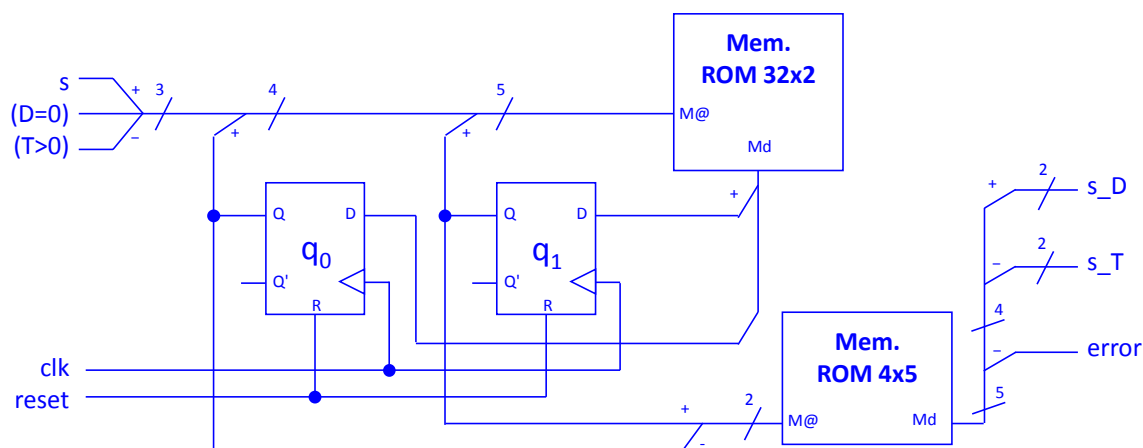 Mem.
ROM 32x2
M@
Md
s
(D=0)
(T>0)
+
3
−
+
4
+
5
+
Q
D
q0
Q'
R
Q
D
q1
Q'
R
+
2
s_D
−
2
s_T
4
−
error
5
clk
reset
Mem.
ROM 4x5
M@
Md
+
-
2